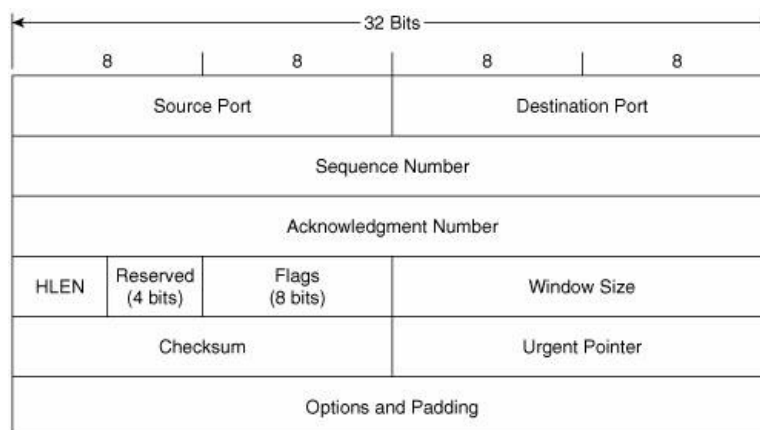 32 Bits
8 8 8 8
Source Port Destination Port
Sequence Number
Acknowledgment Number
HLEN Reserved (4 bits) Flags (8 bits) Window Size
Checksum Urgent Pointer
Options and Padding